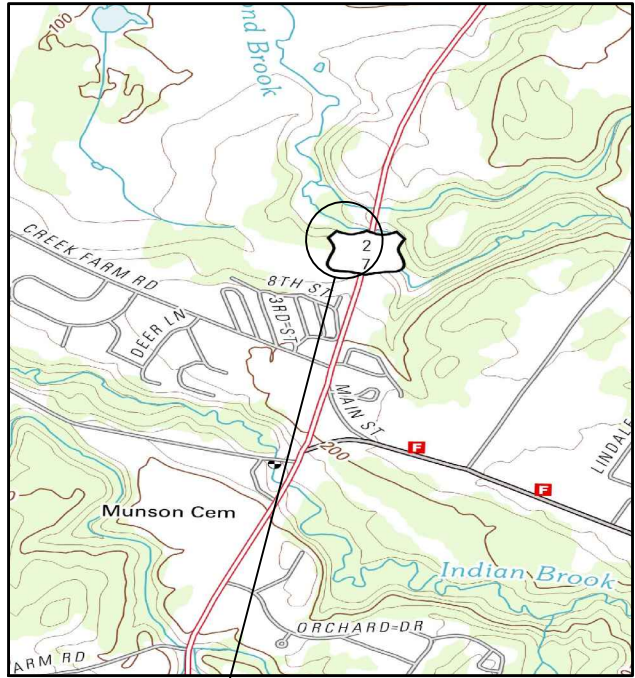 100
ond Brook
2
7
CREEK FARM RD
8TH ST
3RD=ST
DEER LN
MAIN ST
200
F
LINDALE
F
Munson Cem
Indian Brook
ORCHARD=DR
ARM RD